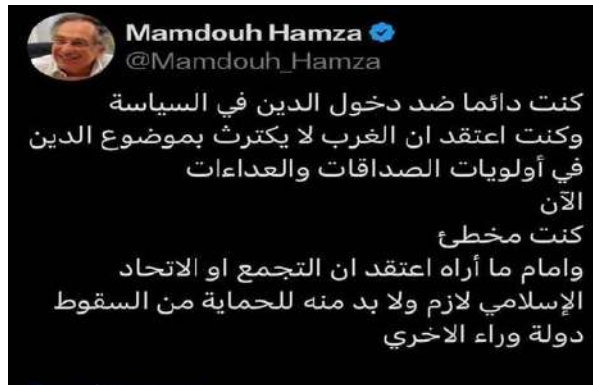 Mamdouh Hamza
@Mamdouh_Hamza
كنت دائما ضد دخول الدين في السياسة
وكنت اعتقد ان الغرب لا يكترث بموضوع الدين
في أولويات الصداقات والعداءات
الآن
كنت مخطئ
وامام ما أراه اعتقد ان التجمع او الاتحاد
الإسلامي لازم ولا بد منه للحماية من السقوط
دولة وراء الاخري